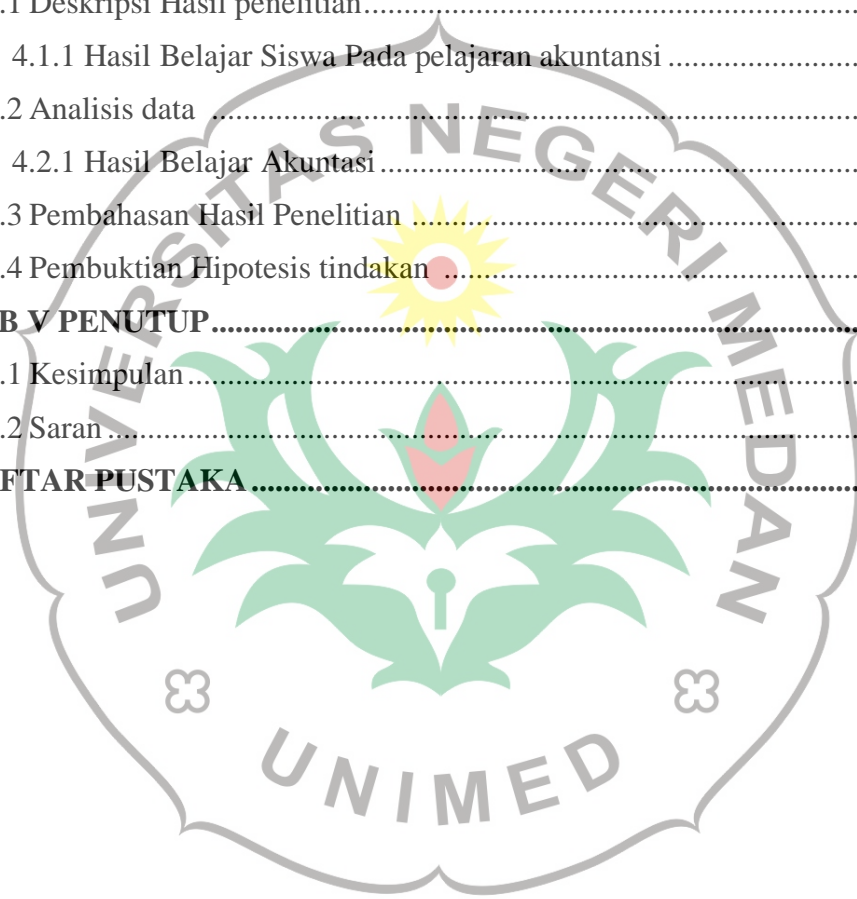 .1 Deskripsi Hasil penelitian..........................................................
4.1.1 Hasil Belajar Siswa Pada pelajaran akuntansi ........................
.2 Analisis data ................................................................................
4.2.1 Hasil Belajar Akuntasi............................................................
.3 Pembahasan Hasil Penelitian .......................................................
.4 Pembuktian Hipotesis tindakan ...................................................
B V PENUTUP..................................................................................
.1 Kesimpulan....................................................................................
.2 Saran ..............................................................................................
FTAR PUSTAKA.............................................................................
UNIVERSITAS NEGERI MEDAN
UNIMED